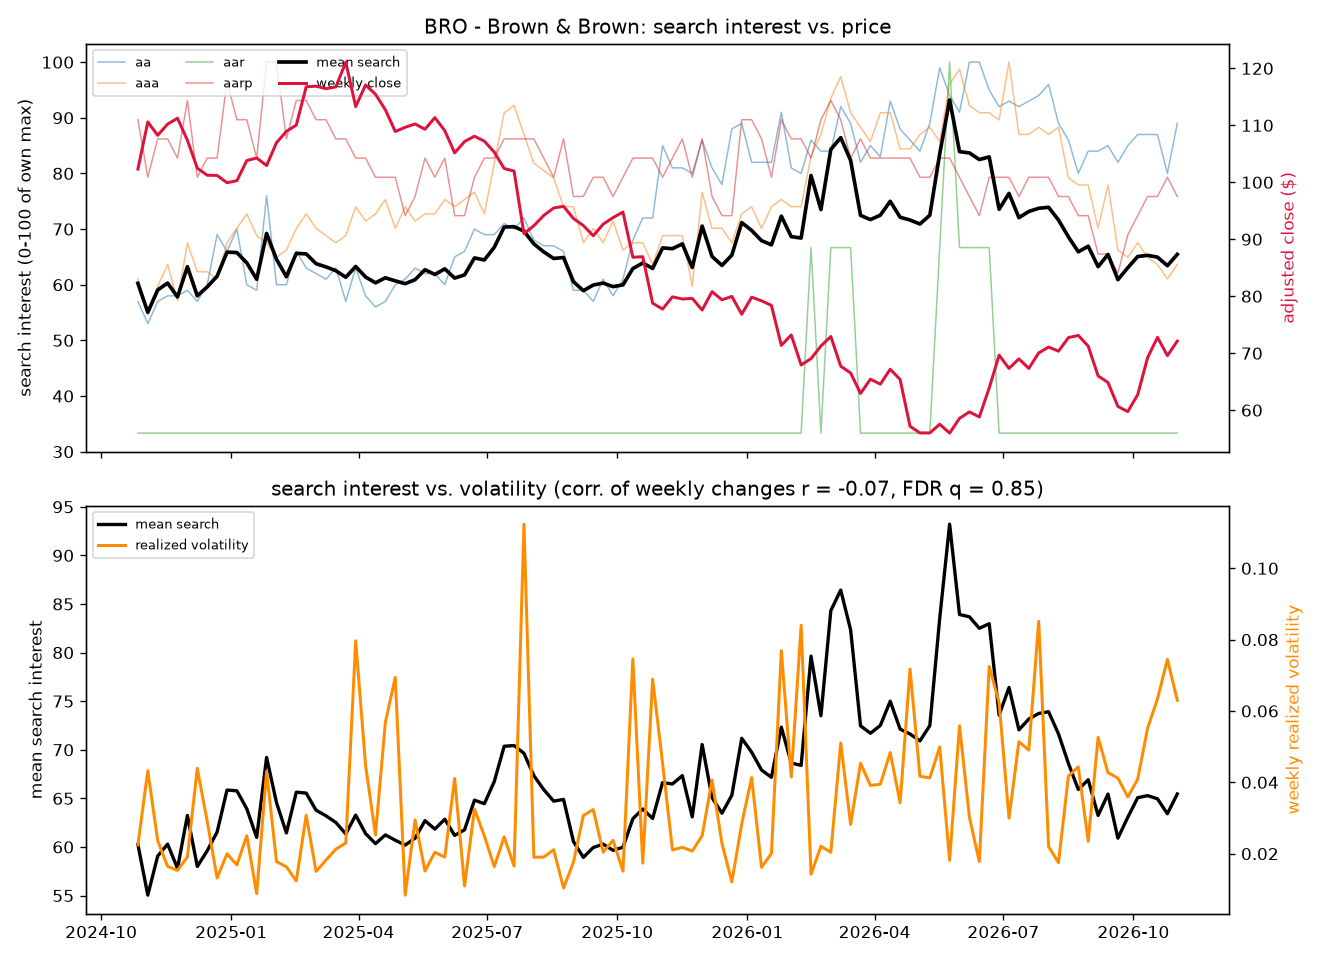 BRO - Brown & Brown: search interest vs. price
aa
aaa
aar
aarp
mean search
weekly close
search interest (0-100 of own max)
100
90
80
70
60
50
40
30
120
110
100
90
80
70
60
adjusted close ($)
search interest vs. volatility (corr. of weekly changes r = -0.07, FDR q = 0.85)
mean search
realized volatility
mean search interest
95
90
85
80
75
70
65
60
55
0.10
0.08
0.06
0.04
0.02
weekly realized volatility
2024-10
2025-01
2025-04
2025-07
2025-10
2026-01
2026-04
2026-07
2026-10